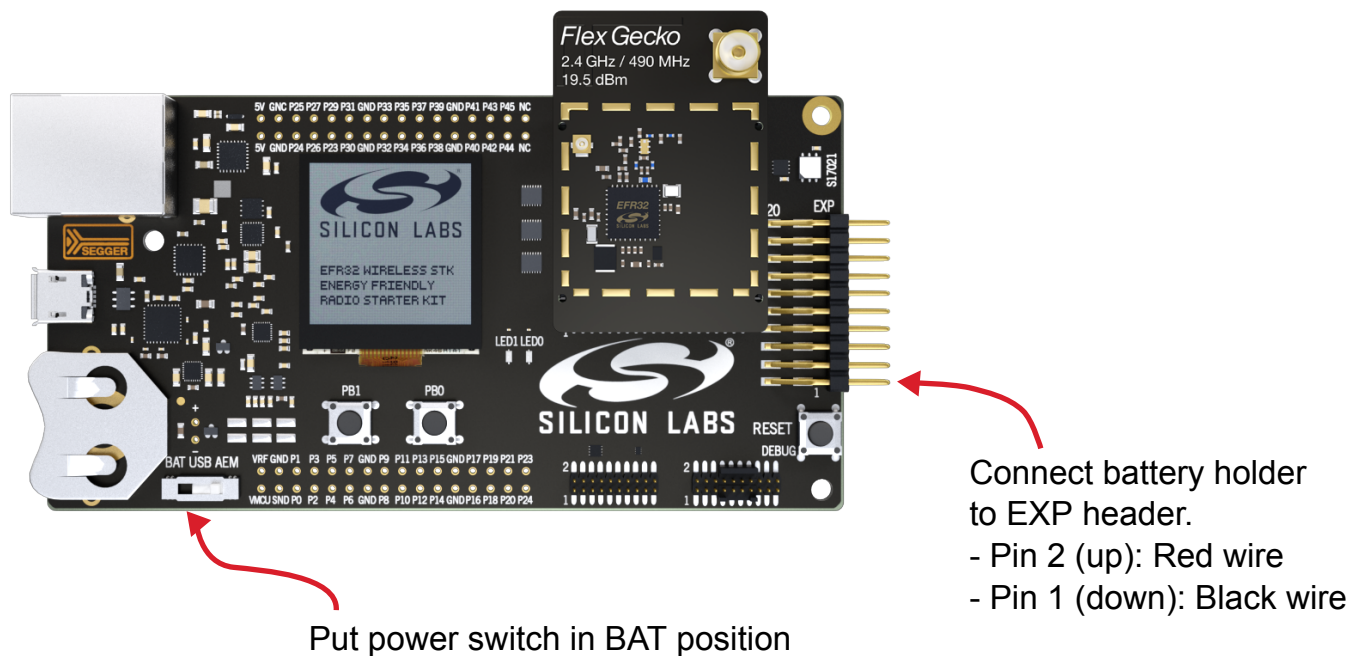 Flex Gecko
2.4 GHz / 490 MHz
19.5 dBm
5V GNC P25 P27 P29 P31 GND P33 P35 P37 P39 GND P41 P43 P45 NC
5V GND P24 P26 P23 P30 GND P32 P34 P36 P38 GND P40 P42 P44 NC
S17021
20 EXP
EFR32
SILICON LABS
SEGGER
®
SILICON LABS
EFR32 WIRELESS STK
ENERGY FRIENDLY
RADIO STARTER KIT
LED1 LED0
1
®
SILICON LABS
PB1 PB0
1
RESET
DEBUG
+
-
BAT USB AEM
VRF GND P1 P3 P5 P7 GND P9 P11 P13 P15 GND P17 P19 P21 P23
VMCU SND P0 P2 P4 P6 GND P8 P10 P12 P14 GND P16 P18 P20 P24
2
1
2
1
Connect battery holder
to EXP header.
- Pin 2 (up): Red wire
- Pin 1 (down): Black wire
Put power switch in BAT position